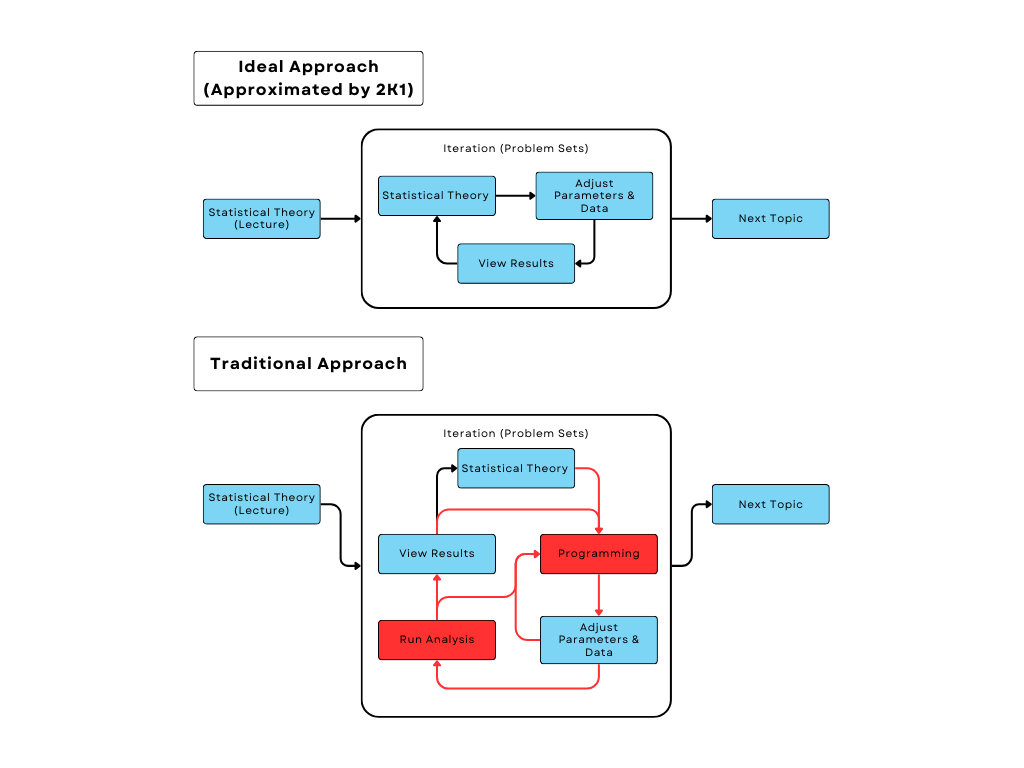 Ideal Approach
(Approximated by 2K1)
Iteration (Problem Sets)
Statistical Theory
(Lecture)
Statistical Theory
Adjust
Parameters &
Data
View Results
Next Topic
Traditional Approach
Iteration (Problem Sets)
Statistical Theory
(Lecture)
Statistical Theory
View Results
Programming
Run Analysis
Adjust
Parameters &
Data
Next Topic